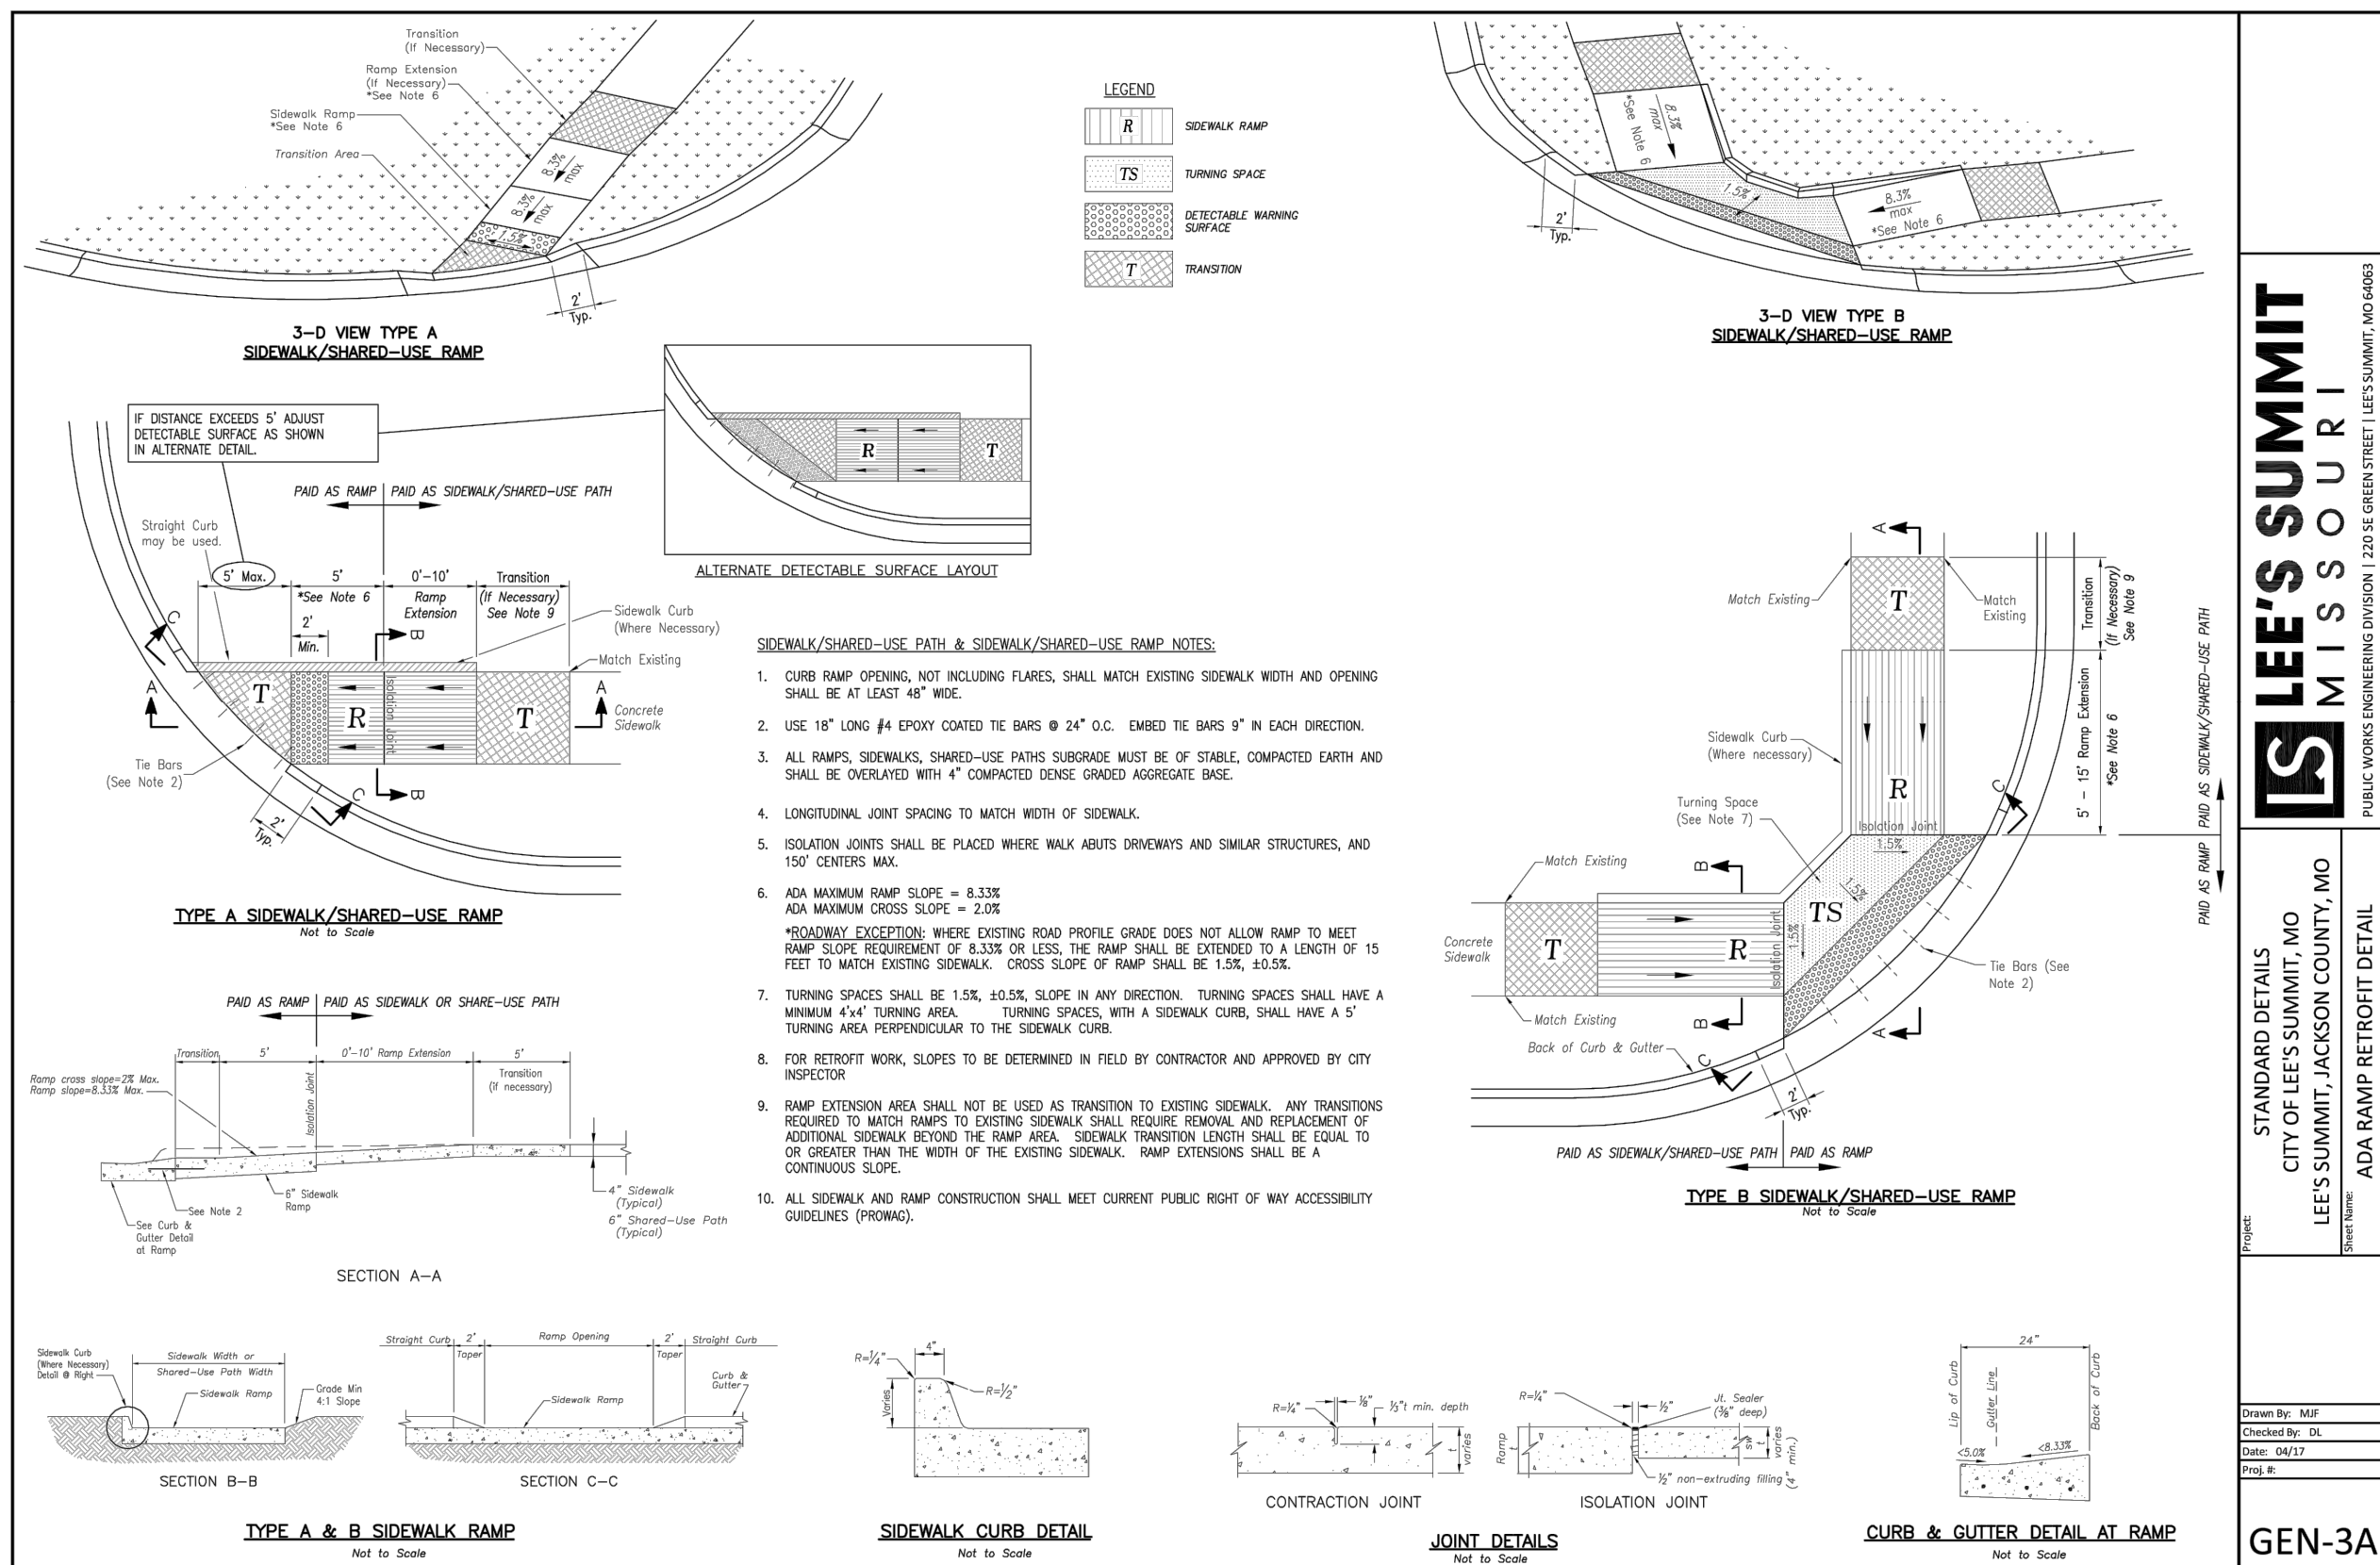 Transition
(If Necessary)
Ramp Extension
(If Necessary)
*See Note 6
Sidewalk Ramp
*See Note 6
Transition Area
8.3%
max
8.3%
max
1.5%
2'
Typ.
3-D VIEW TYPE A
SIDEWALK/SHARED-USE RAMP
LEGEND
R
SIDEWALK RAMP
TS
TURNING SPACE
DETECTABLE WARNING
SURFACE
T
TRANSITION
8.3%
max
*See Note 6
1.5%
8.3%
max
*See Note 6
2'
Typ.
3-D VIEW TYPE B
SIDEWALK/SHARED-USE RAMP
IF DISTANCE EXCEEDS 5' ADJUST
DETECTABLE SURFACE AS SHOWN
IN ALTERNATE DETAIL.
R
T
ALTERNATE DETECTABLE SURFACE LAYOUT
PAID AS RAMP
PAID AS SIDEWALK/SHARED-USE PATH
Straight Curb
may be used.
5' Max.
5'
*See Note 6
0'-10'
Ramp
Extension
Transition
(If Necessary)
See Note 9
2'
Min.
C
B
Sidewalk Curb
(Where Necessary)
Match Existing
A
T
R
Isolation Joint
T
A
Concrete
Sidewalk
Tie Bars
(See Note 2)
C
B
2'
Typ.
TYPE A SIDEWALK/SHARED-USE RAMP
Not to Scale
PAID AS RAMP
PAID AS SIDEWALK OR SHARE-USE PATH
Transition
5'
0'-10' Ramp Extension
5'
Transition
(if necessary)
Ramp cross slope=2% Max.
Ramp slope=8.33% Max.
Isolation Joint
6" Sidewalk
Ramp
See Note 2
See Curb &
Gutter Detail
at Ramp
4" Sidewalk
(Typical)
6" Shared-Use Path
(Typical)
SECTION A-A
SIDEWALK/SHARED-USE PATH & SIDEWALK/SHARED-USE RAMP NOTES:
1. CURB RAMP OPENING, NOT INCLUDING FLARES, SHALL MATCH EXISTING SIDEWALK WIDTH AND OPENING
SHALL BE AT LEAST 48" WIDE.
2. USE 18" LONG #4 EPOXY COATED TIE BARS @ 24" O.C. EMBED TIE BARS 9" IN EACH DIRECTION.
3. ALL RAMPS, SIDEWALKS, SHARED-USE PATHS SUBGRADE MUST BE OF STABLE, COMPACTED EARTH AND
SHALL BE OVERLAYED WITH 4" COMPACTED DENSE GRADED AGGREGATE BASE.
4. LONGITUDINAL JOINT SPACING TO MATCH WIDTH OF SIDEWALK.
5. ISOLATION JOINTS SHALL BE PLACED WHERE WALK ABUTS DRIVEWAYS AND SIMILAR STRUCTURES, AND
150' CENTERS MAX.
6. ADA MAXIMUM RAMP SLOPE = 8.33%
ADA MAXIMUM CROSS SLOPE = 2.0%
*ROADWAY EXCEPTION: WHERE EXISTING ROAD PROFILE GRADE DOES NOT ALLOW RAMP TO MEET
RAMP SLOPE REQUIREMENT OF 8.33% OR LESS, THE RAMP SHALL BE EXTENDED TO A LENGTH OF 15
FEET TO MATCH EXISTING SIDEWALK. CROSS SLOPE OF RAMP SHALL BE 1.5%, ±0.5%.
7. TURNING SPACES SHALL BE 1.5%, ±0.5%, SLOPE IN ANY DIRECTION. TURNING SPACES SHALL HAVE A
MINIMUM 4'x4' TURNING AREA. TURNING SPACES, WITH A SIDEWALK CURB, SHALL HAVE A 5'
TURNING AREA PERPENDICULAR TO THE SIDEWALK CURB.
8. FOR RETROFIT WORK, SLOPES TO BE DETERMINED IN FIELD BY CONTRACTOR AND APPROVED BY CITY
INSPECTOR
9. RAMP EXTENSION AREA SHALL NOT BE USED AS TRANSITION TO EXISTING SIDEWALK. ANY TRANSITIONS
REQUIRED TO MATCH RAMPS TO EXISTING SIDEWALK SHALL REQUIRE REMOVAL AND REPLACEMENT OF
ADDITIONAL SIDEWALK BEYOND THE RAMP AREA. SIDEWALK TRANSITION LENGTH SHALL BE EQUAL TO
OR GREATER THAN THE WIDTH OF THE EXISTING SIDEWALK. RAMP EXTENSIONS SHALL BE A
CONTINUOUS SLOPE.
10. ALL SIDEWALK AND RAMP CONSTRUCTION SHALL MEET CURRENT PUBLIC RIGHT OF WAY ACCESSIBILITY
GUIDELINES (PROWAG).
A
Match Existing
T
Match
Existing
Transition
(If Necessary)
See Note 9
Sidewalk Curb
(Where necessary)
R
5' - 15' Ramp Extension
*See Note 6
PAID AS SIDEWALK/SHARED-USE PATH
PAID AS RAMP
Turning Space
(See Note 7)
Isolation Joint
C
1.5%
Match Existing
B
1.5%
TS
1.5%
Concrete
Sidewalk
T
R
Isolation Joint
Tie Bars (See
Note 2)
Match Existing
B
A
Back of Curb & Gutter
C
2'
Typ.
PAID AS SIDEWALK/SHARED-USE PATH
PAID AS RAMP
TYPE B SIDEWALK/SHARED-USE RAMP
Not to Scale
Sidewalk Curb
(Where Necessary)
Detail @ Right
Sidewalk Width or
Shared-Use Path Width
Sidewalk Ramp
Grade Min
4:1 Slope
SECTION B-B
Straight Curb
2'
Taper
Ramp Opening
2'
Taper
Straight Curb
Curb &
Gutter
Sidewalk Ramp
SECTION C-C
TYPE A & B SIDEWALK RAMP
Not to Scale
4"
R=¼"
R=½"
Varies
SIDEWALK CURB DETAIL
Not to Scale
R=¼"
⅛"
⅓"t min. depth
t
varies
CONTRACTION JOINT
R=¼"
½"
Jt. Sealer
(⅜" deep)
Ramp
t
sw
t
varies
(4" min.)
½" non-extruding filling
ISOLATION JOINT
JOINT DETAILS
Not to Scale
24"
Lip of Curb
Gutter Line
Back of Curb
<5.0%
<8.33%
CURB & GUTTER DETAIL AT RAMP
Not to Scale
LS
LEE'S SUMMIT
MISSOURI
PUBLIC WORKS ENGINEERING DIVISION | 220 SE GREEN STREET | LEE'S SUMMIT, MO 64063
Project:
STANDARD DETAILS
CITY OF LEE'S SUMMIT, MO
LEE'S SUMMIT, JACKSON COUNTY, MO
Sheet Name:
ADA RAMP RETROFIT DETAIL
Drawn By: MJF
Checked By: DL
Date: 04/17
Proj. #:
GEN-3A